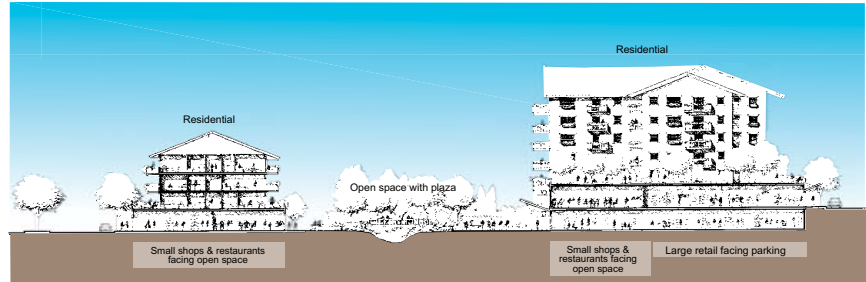 Residential
Residential
Open space with plaza
Small shops & restaurants
facing open space
Small shops &
restaurants facing
open space
Large retail facing parking